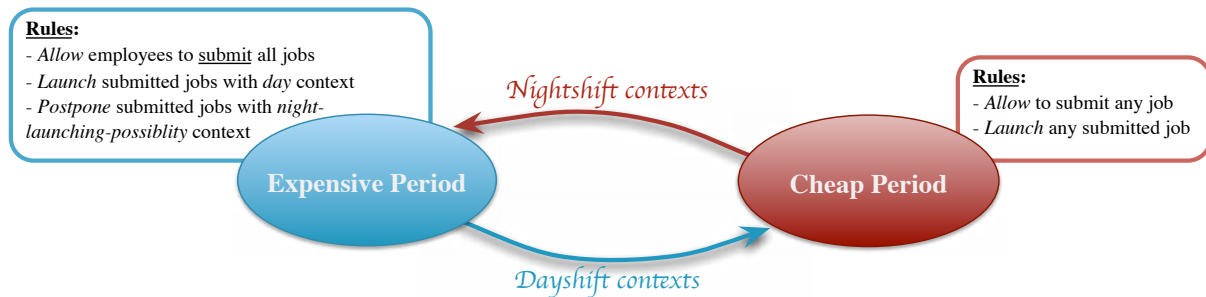 Rules:
- Allow employees to submit all jobs
- Launch submitted jobs with day context
- Postpone submitted jobs with night-
launching-possiblity context
Nightshift contexts
Rules:
- Allow to submit any job
- Launch any submitted job
Expensive Period
Cheap Period
Dayshift contexts